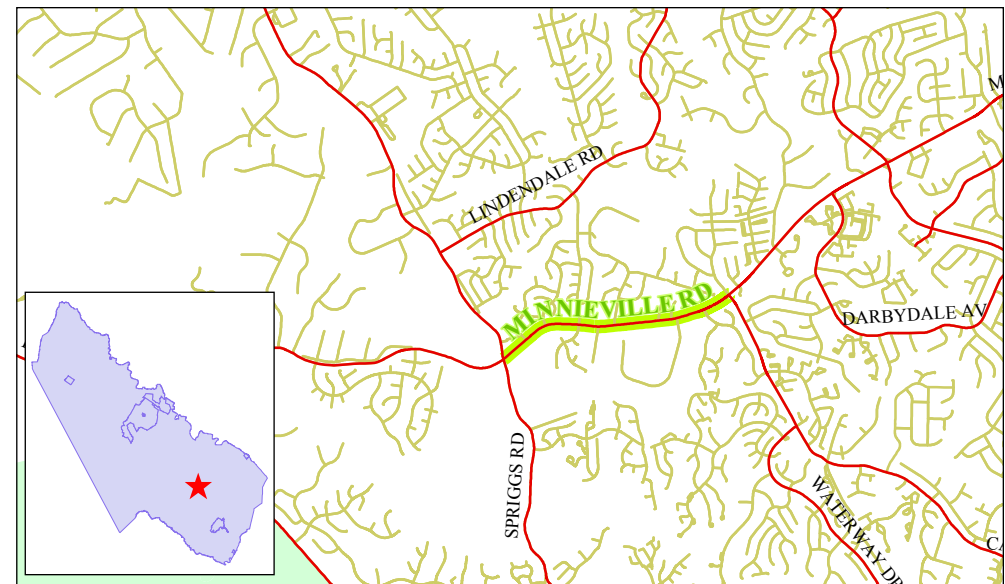 LINDENDALE RD
MINNIEVILLE RD
DARBYDALE AV
SPRIGGS RD
WATERWAY DR